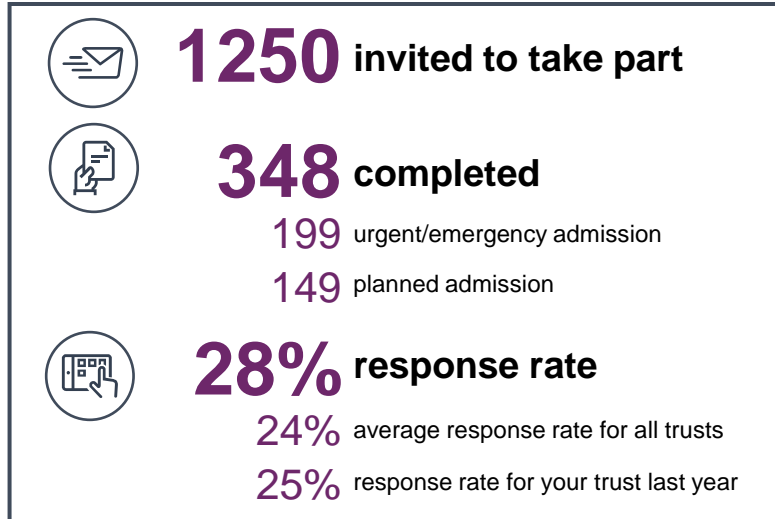 1250 invited to take part
348 completed
199 urgent/emergency admission
149 planned admission
28% response rate
24% average response rate for all trusts
25% response rate for your trust last year